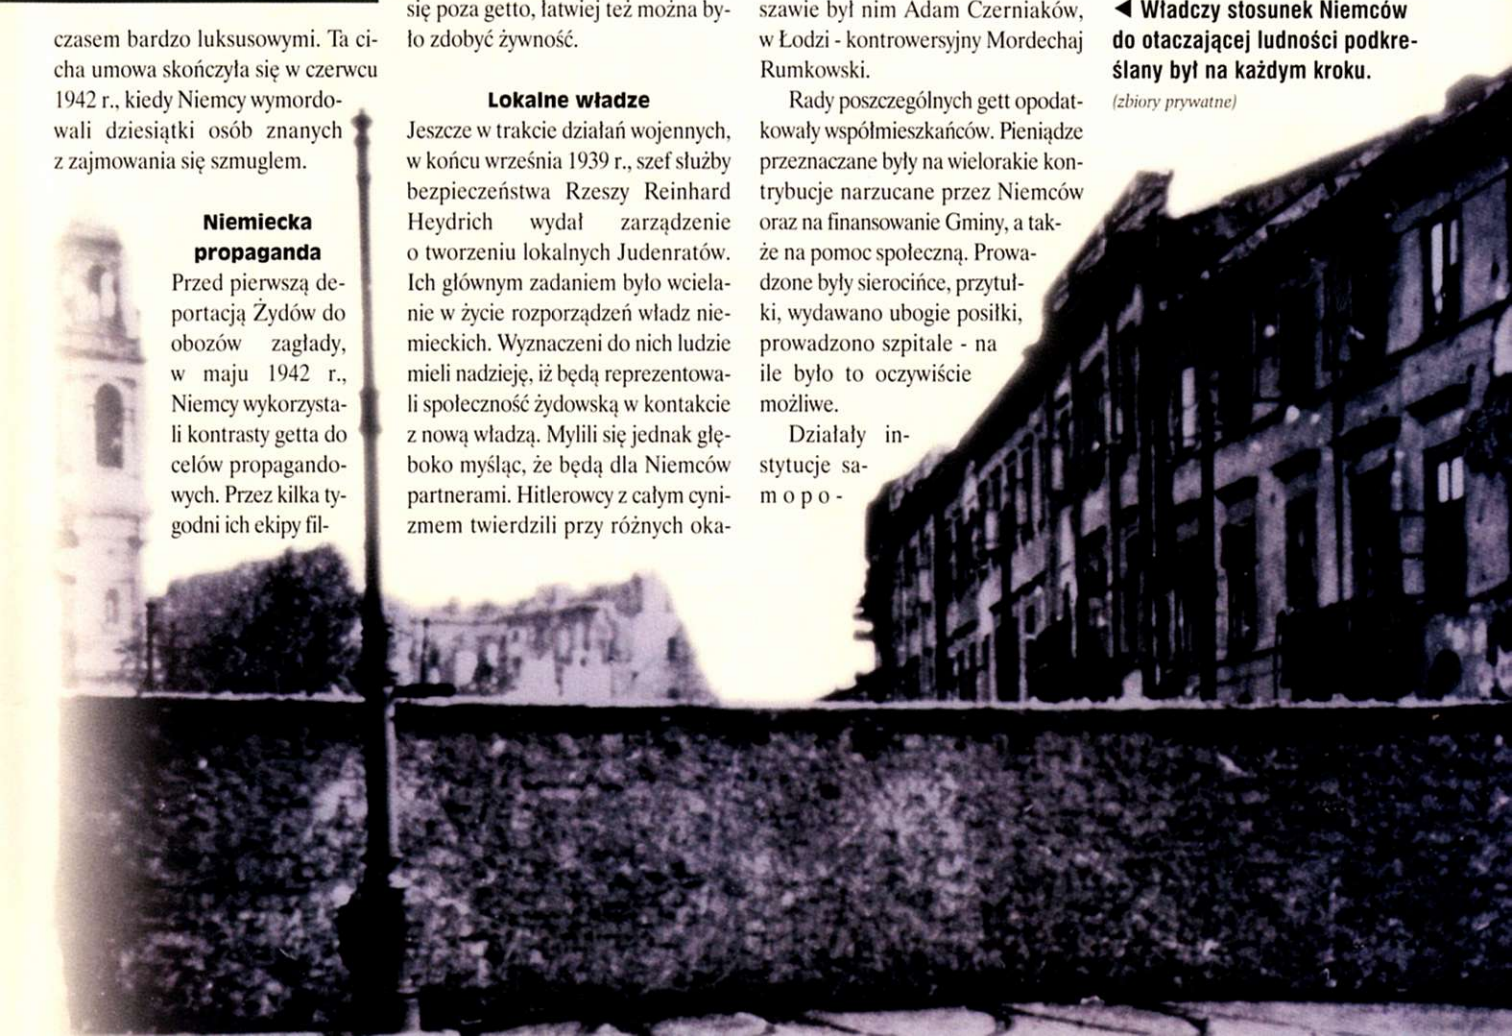 czasem bardzo luksusowymi. Ta ci-
cha umowa skończyła się w czerwcu
1942 r., kiedy Niemcy wymordo-
wali dziesiątki osób znanych
z zajmowania się szmuglem.
Niemiecka
propaganda
Przed pierwszą de-
portacją Żydów do
obozów zagłady,
w maju 1942 r.,
Niemcy wykorzysta-
li kontrasty getta do
celów propagando-
wych. Przez kilka ty-
godni ich ekipy fil-
się poza getto, łatwiej też można by-
ło zdobyć żywność.
Lokalne władze
Jeszcze w trakcie działań wojennych,
w końcu września 1939 r., szef służby
bezpieczeństwa Rzeszy Reinhard
Heydrich wydał zarządzenie
o tworzeniu lokalnych Judenratów.
Ich głównym zadaniem było wciela-
nie w życie rozporządzeń władz nie-
mieckich. Wyznaczeni do nich ludzie
mieli nadzieję, iż będą reprezentowa-
li społeczność żydowską w kontakcie
z nową władzą. Mylili się jednak głę-
boko myśląc, że będą dla Niemców
partnerami. Hitlerowcy z całym cyni-
zmem twierdzili przy różnych oka-
szawie był nim Adam Czerniaków,
w Łodzi - kontrowersyjny Mordechaj
Rumkowski.
Rady poszczególnych gett opodat-
kowały współmieszkańców. Pieniądze
przeznaczane były na wielorakie kon-
trybucje narzucane przez Niemców
oraz na finansowanie Gminy, a tak-
że na pomoc społeczną. Prowa-
dzone były sierocińce, przytuł-
ki, wydawano ubogie posiłki,
prowadzono szpitale - na
ile było to oczywiście
możliwe.
Działały in-
stytucje sa-
mopo-
◄ Władczy stosunek Niemców
do otaczającej ludności podkre-
ślany był na każdym kroku.
(zbiory prywatne)